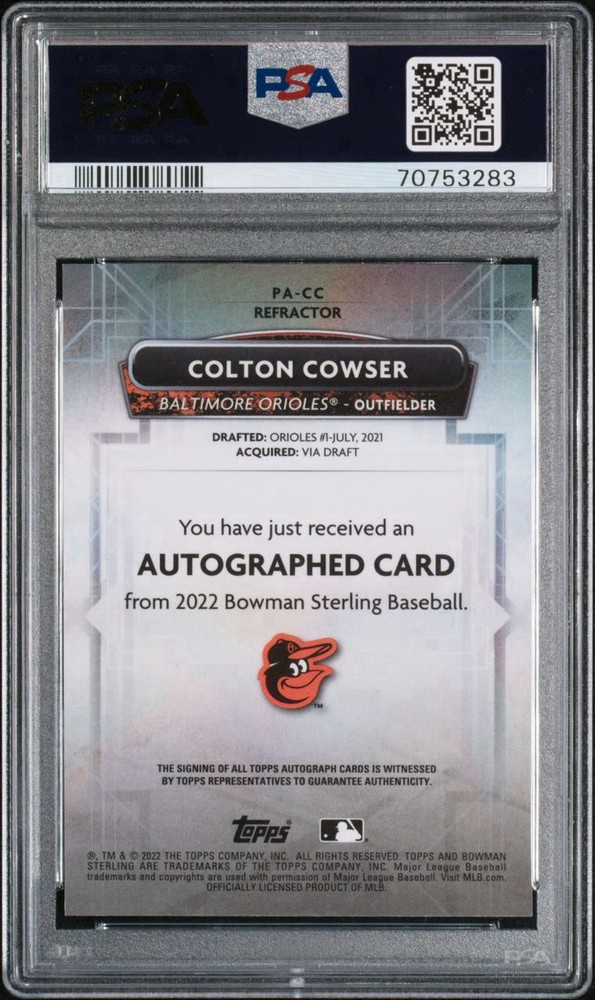 PSA
PSA
70753283
PA-CC
REFRACTOR
COLTON COWSER
BALTIMORE ORIOLES® - OUTFIELDER
DRAFTED: ORIOLES #1-JULY, 2021
ACQUIRED: VIA DRAFT
You have just received an
AUTOGRAPHED CARD
from 2022 Bowman Sterling Baseball.
TM
THE SIGNING OF ALL TOPPS AUTOGRAPH CARDS IS WITNESSED
BY TOPPS REPRESENTATIVES TO GUARANTEE AUTHENTICITY.
topps®
®, TM & © 2022 THE TOPPS COMPANY, INC. ALL RIGHTS RESERVED. TOPPS AND BOWMAN
STERLING ARE TRADEMARKS OF THE TOPPS COMPANY, INC. Major League Baseball
trademarks and copyrights are used with permission of Major League Baseball. Visit MLB.com.
OFFICIALLY LICENSED PRODUCT OF MLB.
PSA